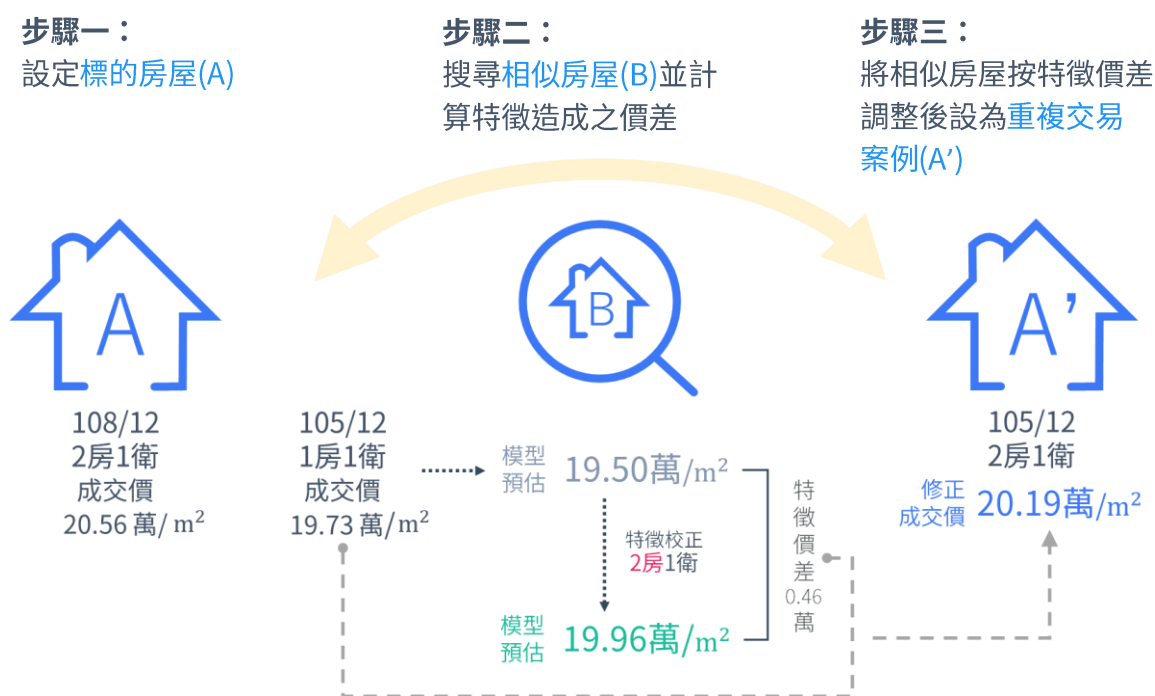 步驟一：
設定標的房屋(A)
步驟二：
搜尋相似房屋(B)並計
算特徵造成之價差
步驟三：
將相似房屋按特徵價差
調整後設為重複交易
案例(A’)
A
108/12
2房1衛
成交價
20.56 萬/ m²
105/12
1房1衛
成交價
19.73 萬/m²
B
模型
預估
19.50萬/m²
特徵校正
2房1衛
模型
預估
19.96萬/m²
特
徵
價
差
0.46
萬
A’
105/12
2房1衛
修正
成交價
20.19萬/m²